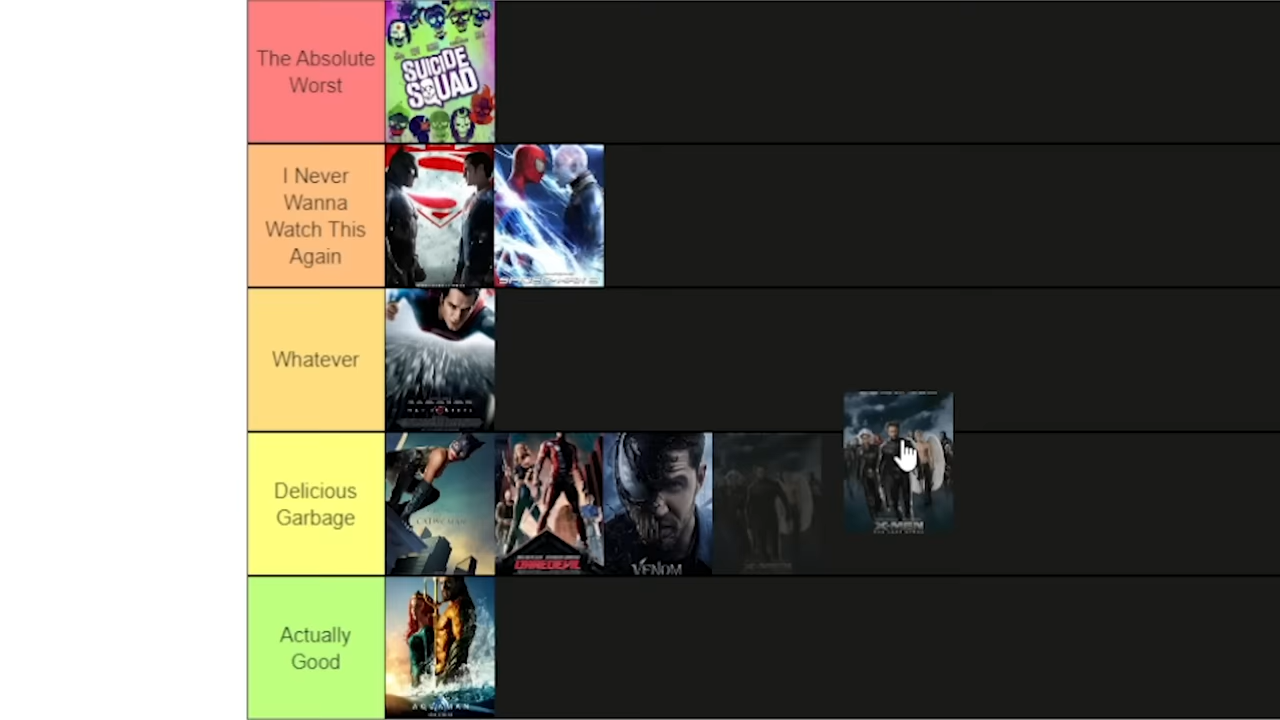 The Absolute
Worst
SUICIDE
SQUAD
I Never
Wanna
Watch This
Again
Whatever
Delicious
Garbage
CATWOMAN
DAREDEVIL
VENOM
X-MEN
Actually
Good
AQUAMAN